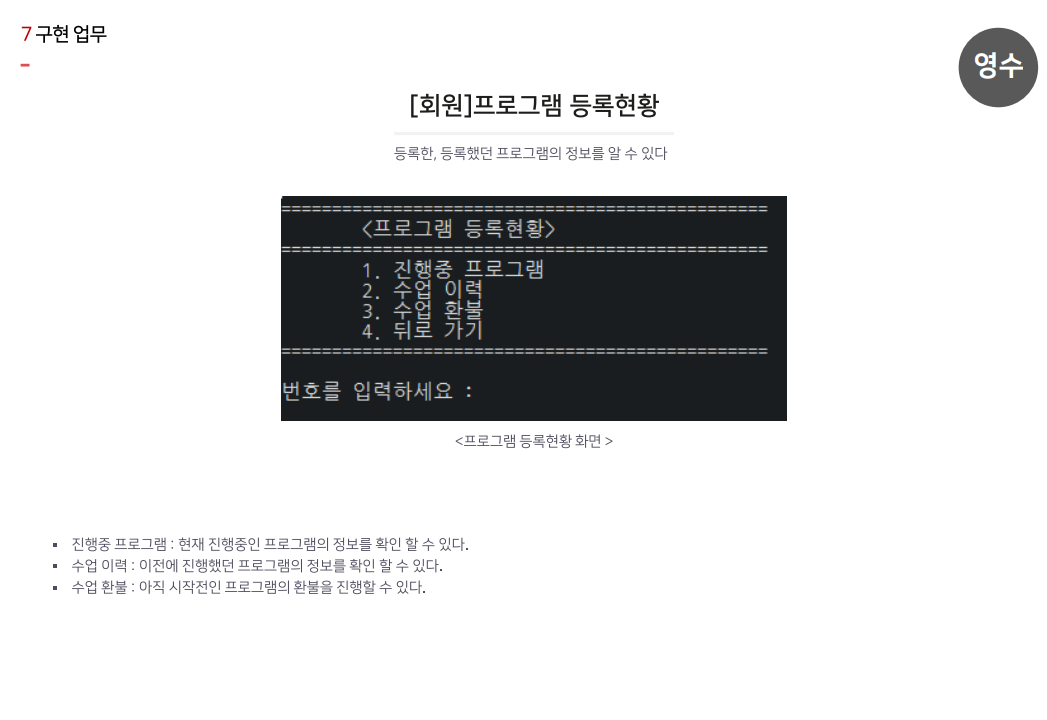 7 구현 업무
영수
[회원]프로그램 등록현황
등록한, 등록했던 프로그램의 정보를 알 수 있다
================================================
<프로그램 등록현황>
================================================
1. 진행중 프로그램
2. 수업 이력
3. 수업 환불
4. 뒤로 가기
================================================
번호를 입력하세요 :
<프로그램 등록현황 화면 >
▪ 진행중 프로그램 : 현재 진행중인 프로그램의 정보를 확인 할 수 있다.
▪ 수업 이력 : 이전에 진행했던 프로그램의 정보를 확인 할 수 있다.
▪ 수업 환불 : 아직 시작전인 프로그램의 환불을 진행할 수 있다.